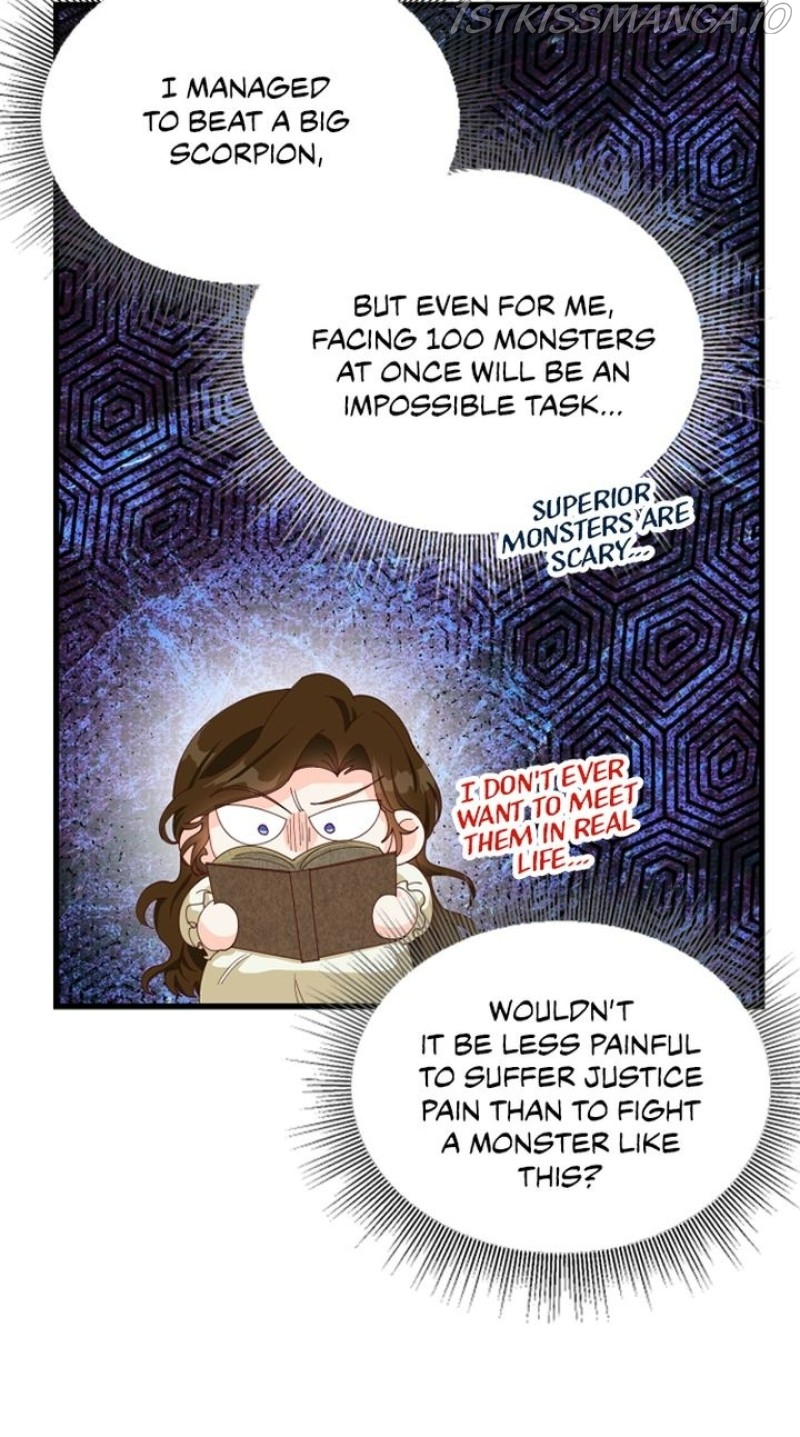 1STKISSMANGA.IO
I MANAGED
TO BEAT A BIG
SCORPION,
BUT EVEN FOR ME,
FACING 100 MONSTERS
AT ONCE WILL BE AN
IMPOSSIBLE TASK...
SUPERIOR
MONSTERS ARE
SCARY...
I DON'T EVER
WANT TO MEET
THEM IN REAL
LIFE...
WOULDN'T
IT BE LESS PAINFUL
TO SUFFER JUSTICE
PAIN THAN TO FIGHT
A MONSTER LIKE
THIS?